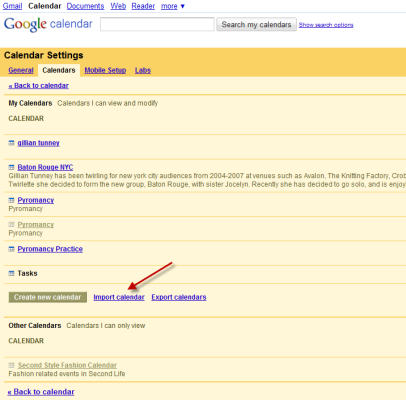 Gmail Calendar Documents Web Reader more ▼
Google calendar Search my calendars Show search options
Calendar Settings
General Calendars Mobile Setup Labs
« Back to calendar
My Calendars Calendars I can view and modify
CALENDAR
gillian tunney
Baton Rouge NYC
Gillian Tunney has been twirling for new york city audiences from 2004-2007 at venues such as Avalon, The Knitting Factory, Crob
Twirlette she decided to form the new group, Baton Rouge, with sister Jocelyn. Recently she has decided to go solo, and is enjoy
Pyromancy
Pyromancy
Pyromancy
Pyromancy
Pyromancy Practice
Tasks
Create new calendar Import calendar Export calendars
Other Calendars Calendars I can only view
CALENDAR
Second Style Fashion Calendar
Fashion related events in Second Life
« Back to calendar